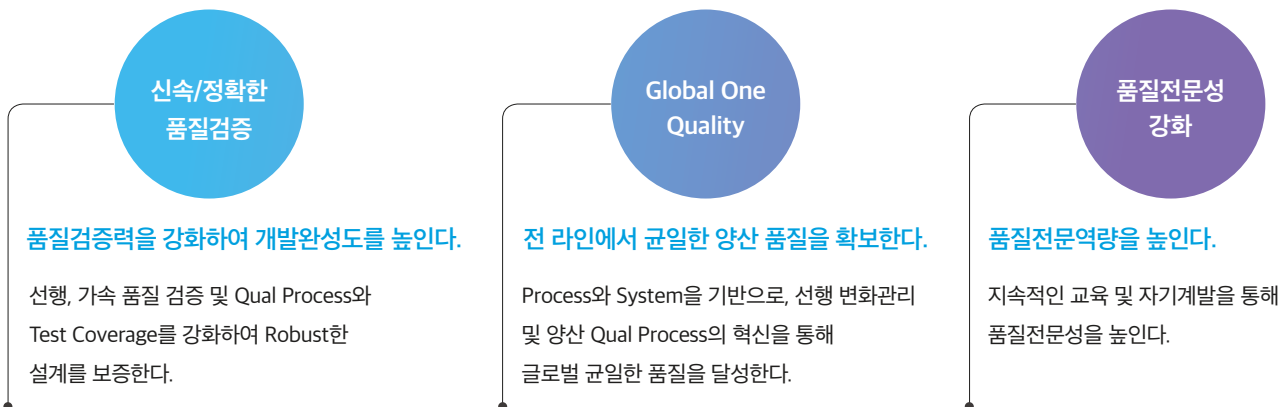 신속/정확한
품질검증
품질검증력을 강화하여 개발완성도를 높인다.
선행, 가속 품질 검증 및 Qual Process와
Test Coverage를 강화하여 Robust한
설계를 보증한다.
Global One
Quality
전 라인에서 균일한 양산 품질을 확보한다.
Process와 System을 기반으로, 선행 변화관리
및 양산 Qual Process의 혁신을 통해
글로벌 균일한 품질을 달성한다.
품질전문성
강화
품질전문역량을 높인다.
지속적인 교육 및 자기계발을 통해
품질전문성을 높인다.